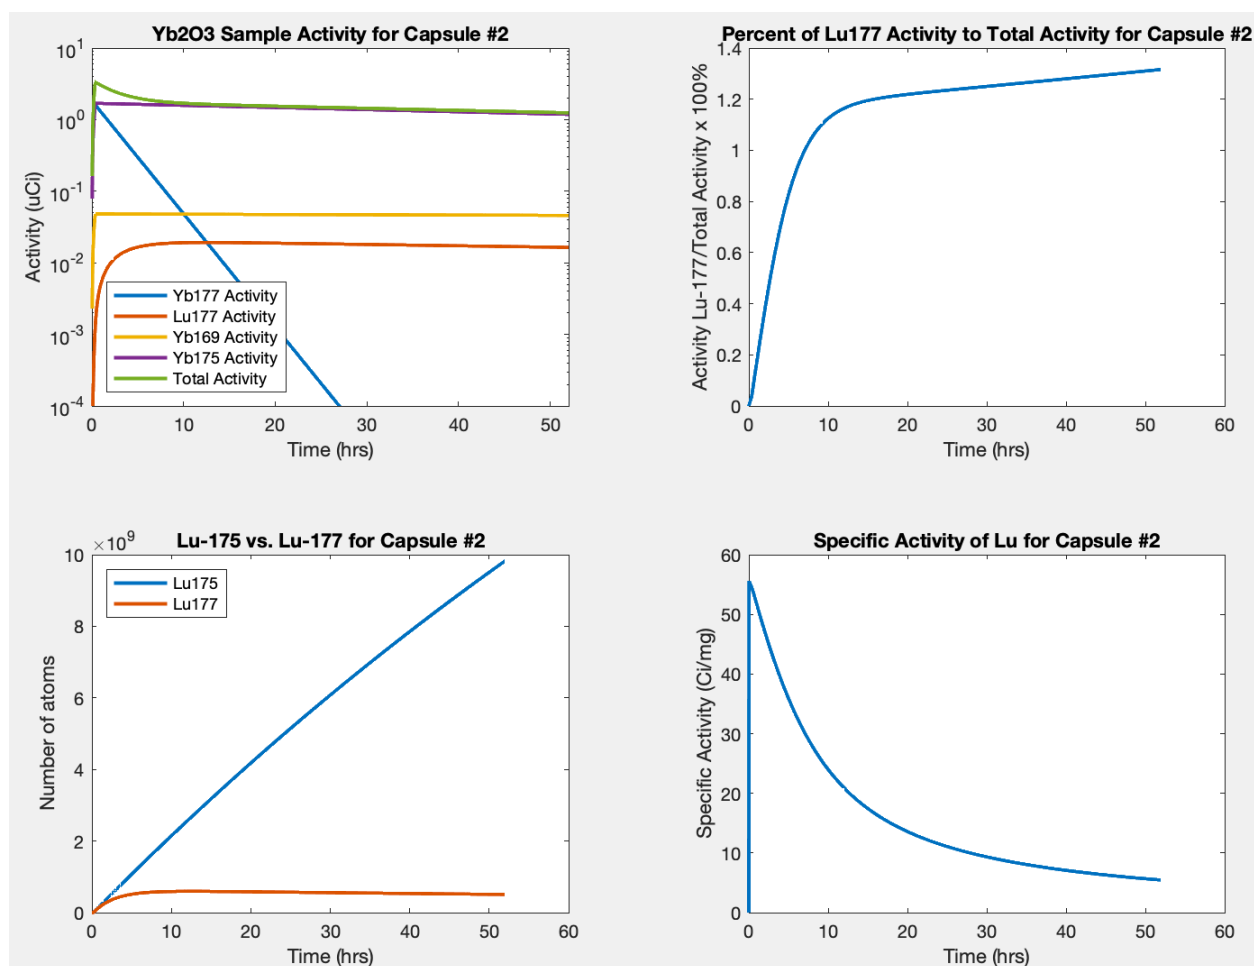 Yb2O3 Sample Activity for Capsule #2
Activity (uCi)
10^1
10^0
10^-1
10^-2
10^-3
10^-4
Yb177 Activity
Lu177 Activity
Yb169 Activity
Yb175 Activity
Total Activity
0 10 20 30 40 50
Time (hrs)
Percent of Lu177 Activity to Total Activity for Capsule #2
Activity Lu-177/Total Activity x 100%
1.4
1.2
1
0.8
0.6
0.4
0.2
0
0 10 20 30 40 50 60
Time (hrs)
Lu-175 vs. Lu-177 for Capsule #2
×10^9
Number of atoms
10
8
6
4
2
0
Lu175
Lu177
0 10 20 30 40 50 60
Time (hrs)
Specific Activity of Lu for Capsule #2
Specific Activity (Ci/mg)
60
50
40
30
20
10
0
0 10 20 30 40 50 60
Time (hrs)